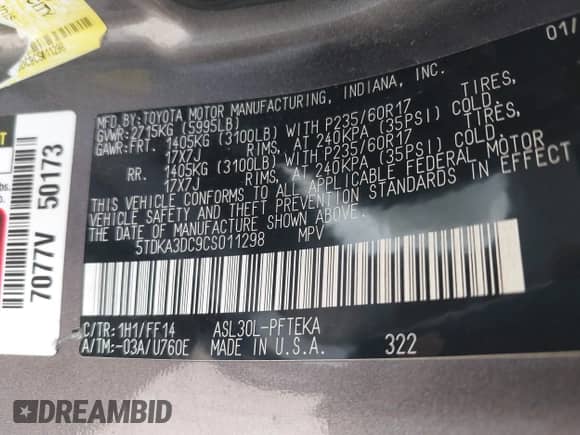 CITY
01/
MFD. BY: TOYOTA MOTOR MANUFACTURING, INDIANA, INC.
GVWR: 2715KG (5995LB)
GAWR: FRT. 1405KG (3100LB) WITH P235/60R17 TIRES,
17X7J RIMS, AT 240KPA (35PSI) COLD.
RR. 1405KG (3100LB) WITH P235/60R17 TIRES,
17X7J RIMS, AT 240KPA (35PSI) COLD.
THIS VEHICLE CONFORMS TO ALL APPLICABLE FEDERAL MOTOR
VEHICLE SAFETY AND THEFT PREVENTION STANDARDS IN EFFECT ON
THE DATE OF MANUFACTURE SHOWN ABOVE.
5TDKA3DC9CS011298 MPV
C/TR: 1H1/FF14 ASL30L-PFTEKA
A/TM: -03A/U760E MADE IN U.S.A. 322
7077V 50173
DREAMBID